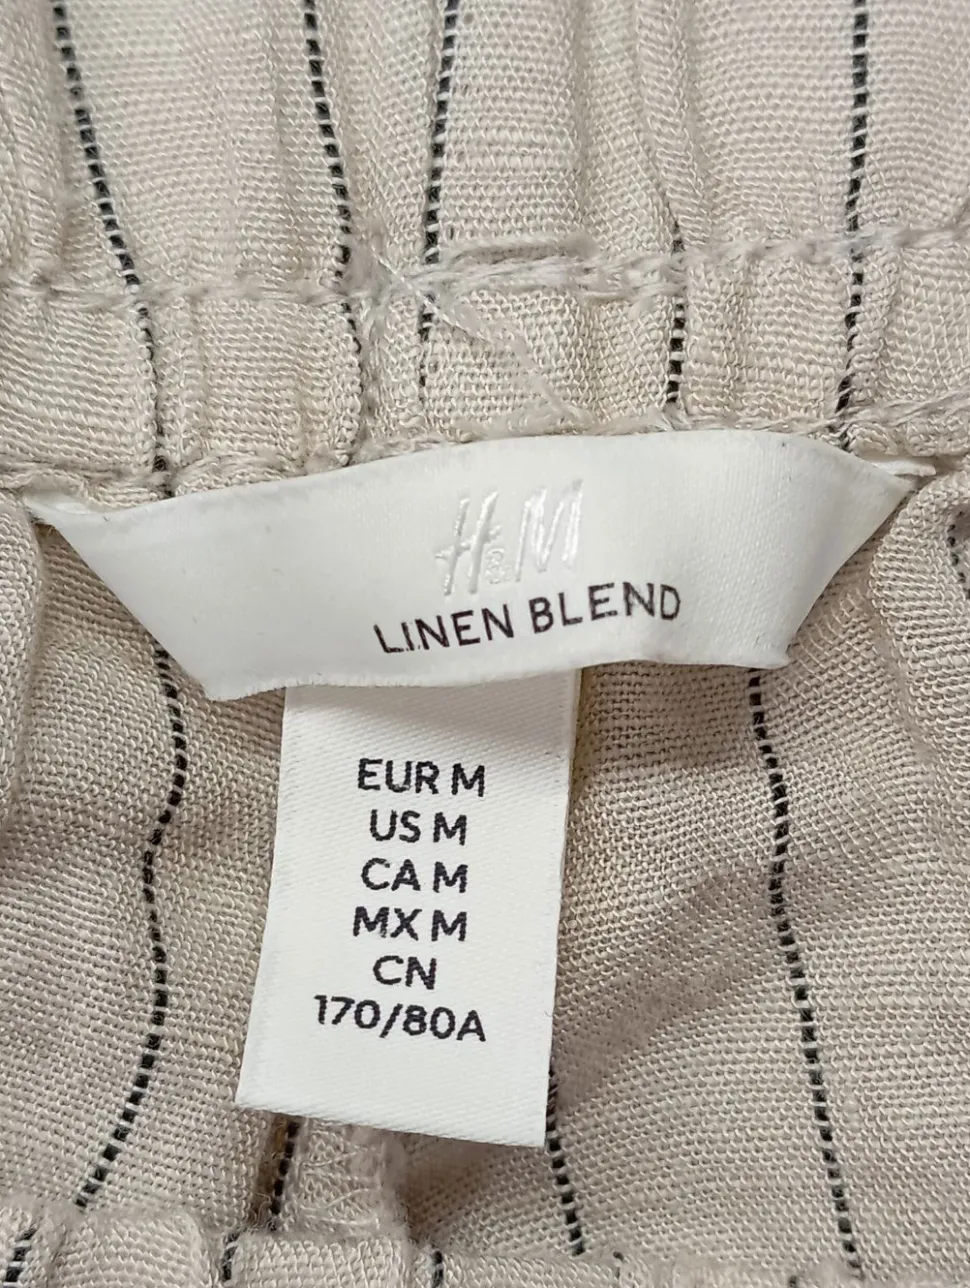 H&M
LINEN BLEND
EUR M
US M
CA M
MX M
CN
170/80A